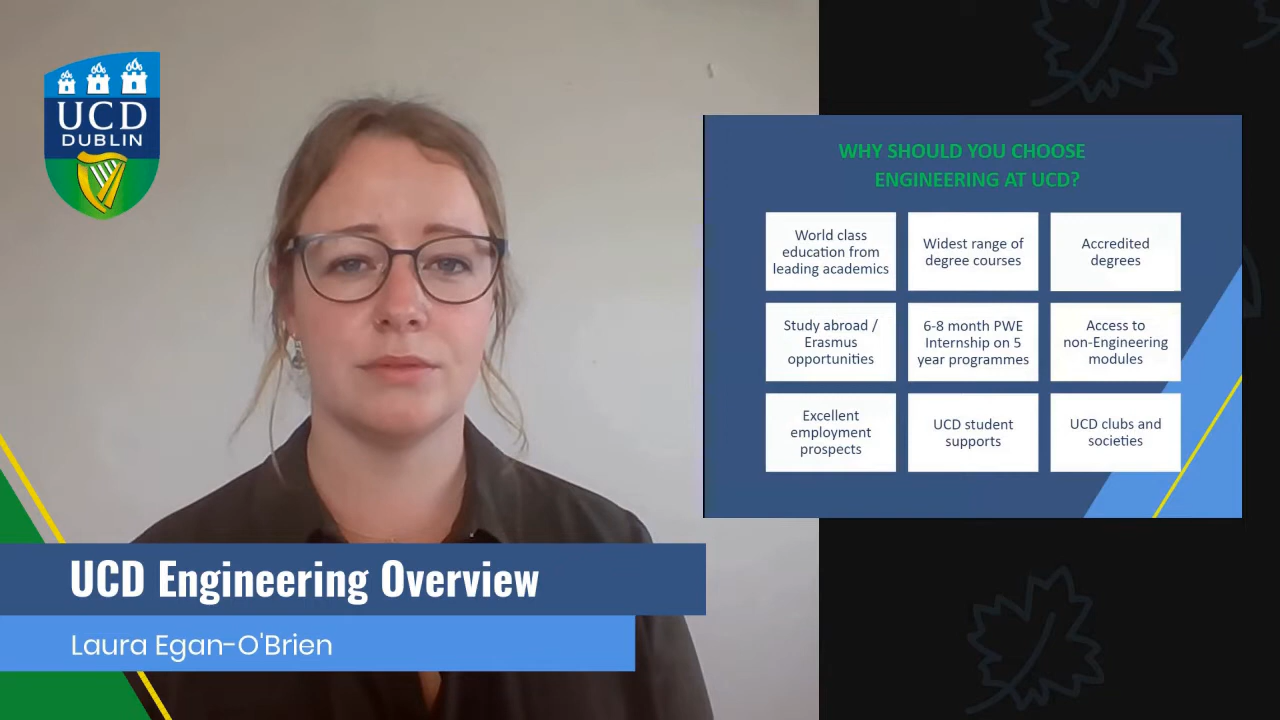 UCD
DUBLIN
WHY SHOULD YOU CHOOSE
ENGINEERING AT UCD?
World class
education from
leading academics
Widest range of
degree courses
Accredited
degrees
Study abroad /
Erasmus
opportunities
6-8 month PWE
Internship on 5
year programmes
Access to
non-Engineering
modules
Excellent
employment
prospects
UCD student
supports
UCD clubs and
societies
UCD Engineering Overview
Laura Egan-O'Brien